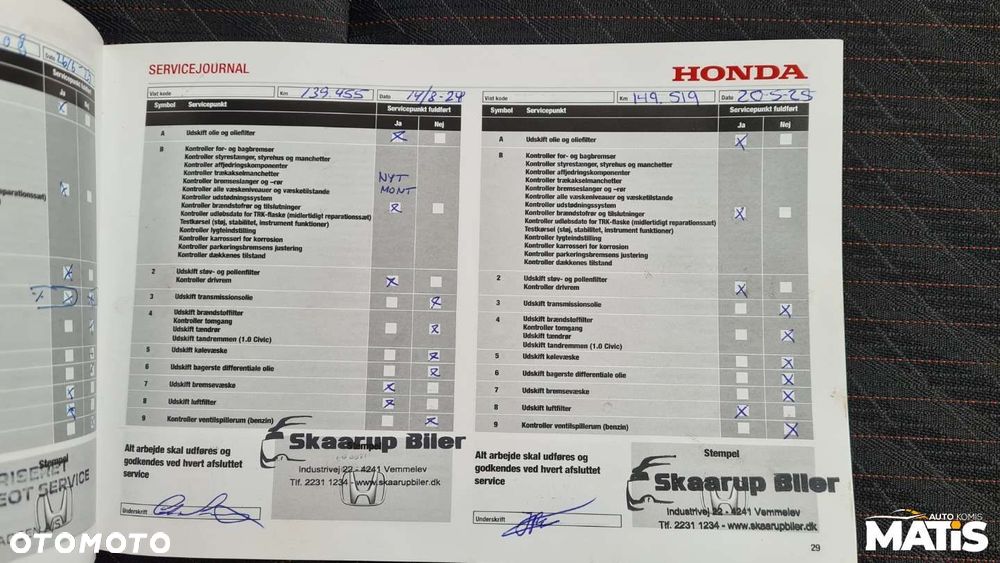 SERVICEJOURNAL
HONDA
Vist kode
Km 139.455
Dato 14/8-24
Symbol Servicepunkt Servicepunkt fuldført
Ja Nej
A Udskift olie og oliefilter
B Kontroller for- og bagbremser
Kontroller styrestænger, styrehus og manchetter
Kontroller affjedringskomponenter
Kontroller trækakselmanchetter
Kontroller bremseslanger og –rør
Kontroller alle væskeniveauer og væsketilstande
Kontroller udstødningssystem
Kontroller brændstofrør og tilslutninger
Kontroller udløbsdato for TRK-flaske (midlertidigt reparationssæt)
Testkørsel (støj, stabilitet, instrument funktioner)
Kontroller lygteindstilling
Kontroller karrosseri for korrosion
Kontroller parkeringsbremsens justering
Kontroller dækkenes tilstand
NYT
MONT
2 Udskift støv- og pollenfilter
Kontroller drivrem
3 Udskift transmissionsolie
4 Udskift brændstoffilter
Kontroller tomgang
Udskift tændrør
Udskift tandremmen (1.0 Civic)
5 Udskift kølevæske
6 Udskift bagerste differentiale olie
7 Udskift bremsevæske
8 Udskift luftfilter
9 Kontroller ventilspillerum (benzin)
Alt arbejde skal udføres og
godkendes ved hvert afsluttet
service
Skaarup Biler
Industrivej 22 - 4241 Vemmelev
Tlf. 2231 1234 - www.skaarupbiler.dk
Underskrift
Vist kode
Km 149.519
Dato 20-5-25
Symbol Servicepunkt Servicepunkt fuldført
Ja Nej
A Udskift olie og oliefilter
B Kontroller for- og bagbremser
Kontroller styrestænger, styrehus og manchetter
Kontroller affjedringskomponenter
Kontroller trækakselmanchetter
Kontroller bremseslanger og –rør
Kontroller alle væskeniveauer og væsketilstande
Kontroller udstødningssystem
Kontroller brændstofrør og tilslutninger
Kontroller udløbsdato for TRK-flaske (midlertidigt reparationssæt)
Testkørsel (støj, stabilitet, instrument funktioner)
Kontroller lygteindstilling
Kontroller karrosseri for korrosion
Kontroller parkeringsbremsens justering
Kontroller dækkenes tilstand
2 Udskift støv- og pollenfilter
Kontroller drivrem
3 Udskift transmissionsolie
4 Udskift brændstoffilter
Kontroller tomgang
Udskift tændrør
Udskift tandremmen (1.0 Civic)
5 Udskift kølevæske
6 Udskift bagerste differentiale olie
7 Udskift bremsevæske
8 Udskift luftfilter
9 Kontroller ventilspillerum (benzin)
Alt arbejde skal udføres og
godkendes ved hvert afsluttet
service
Stempel
Skaarup Biler
Industrivej 22 - 4241 Vemmelev
Tlf. 2231 1234 - www.skaarupbiler.dk
Underskrift
29
Dato
Servicepunkt
Ja Nej
Stempel
SERVICE
OTOMOTO
AUTO KOMIS
MATIS